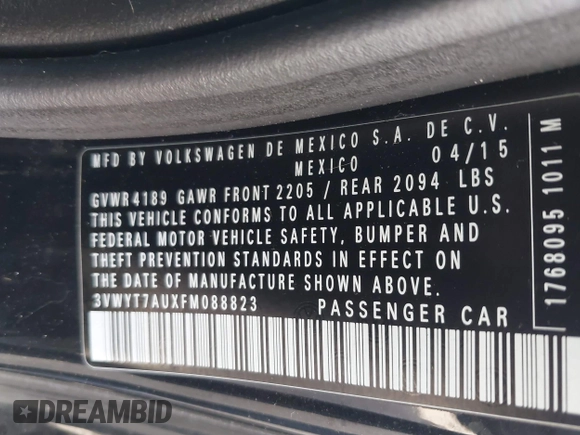 MFD BY VOLKSWAGEN DE MEXICO S.A. DE C.V.
MEXICO 04/15
GVWR 4189 GAWR FRONT 2205 / REAR 2094 LBS
THIS VEHICLE CONFORMS TO ALL APPLICABLE U.S.
FEDERAL MOTOR VEHICLE SAFETY, BUMPER AND
THEFT PREVENTION STANDARDS IN EFFECT ON
THE DATE OF MANUFACTURE SHOWN ABOVE.
3VWYT7AUXFM088823 PASSENGER CAR
1768095 1011 M
DREAMBID